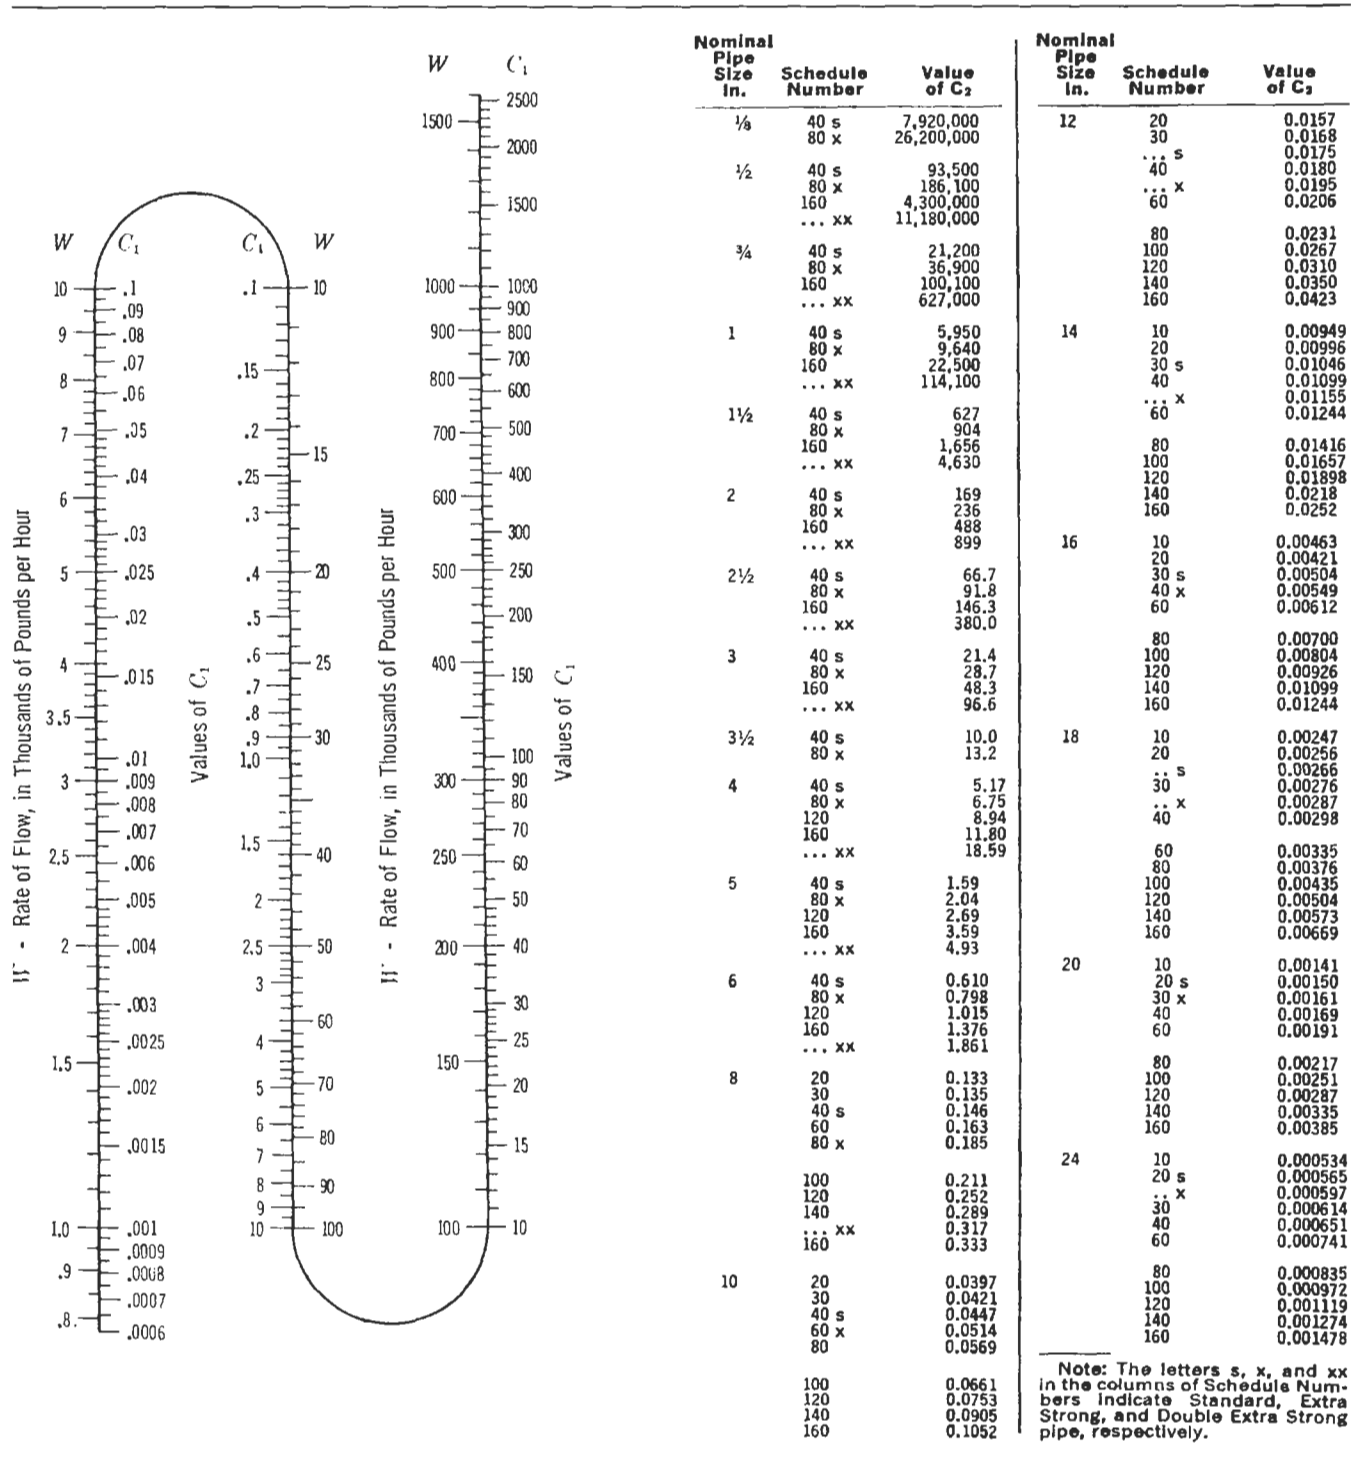 W C₁
1500 2500
2000
1500
1000 1000
900
900 800
700
800 600
700 500
400
600
300
500 250
200
400
150
100
300 90
80
70
250 60
50
200 40
30
25
150
20
15
100 10
W C₁
10 .1
.09
9 .08
.07
8 .06
7 .05
.04
6
.03
5 .025
.02
4
.015
3.5
.01
3 .009
.008
.007
2.5 .006
.005
2 .004
.003
.0025
1.5
.002
.0015
1.0 .001
.0009
.9 .0008
.0007
.8 .0006
C₁ W
.1 10
.15
.2
15
.25
.3
.4 20
.5
.6 25
.7
.8
.9 30
1.0
1.5
40
2
2.5 50
3
60
4
5 70
6
80
7
8 90
9
10 100
W - Rate of Flow, in Thousands of Pounds per Hour
Values of C₁
W - Rate of Flow, in Thousands of Pounds per Hour
Values of C₁
Nominal
Pipe
Size Schedule Value
In. Number of C₂
⅛ 40 s 7,920,000
80 x 26,200,000
½ 40 s 93,500
80 x 186,100
160 4,300,000
... xx 11,180,000
¾ 40 s 21,200
80 x 36,900
160 100,100
... xx 627,000
1 40 s 5,950
80 x 9,640
160 22,500
... xx 114,100
1½ 40 s 627
80 x 904
160 1,656
... xx 4,630
2 40 s 169
80 x 236
160 488
... xx 899
2½ 40 s 66.7
80 x 91.8
160 146.3
... xx 380.0
3 40 s 21.4
80 x 28.7
160 48.3
... xx 96.6
3½ 40 s 10.0
80 x 13.2
4 40 s 5.17
80 x 6.75
120 8.94
160 11.80
... xx 18.59
5 40 s 1.59
80 x 2.04
120 2.69
160 3.59
... xx 4.93
6 40 s 0.610
80 x 0.798
120 1.015
160 1.376
... xx 1.861
8 20 0.133
30 0.135
40 s 0.146
60 0.163
80 x 0.185
100 0.211
120 0.252
140 0.289
... xx 0.317
160 0.333
10 20 0.0397
30 0.0421
40 s 0.0447
60 x 0.0514
80 0.0569
100 0.0661
120 0.0753
140 0.0905
160 0.1052
Nominal
Pipe
Size Schedule Value
In. Number of C₂
12 20 0.0157
30 0.0168
... s 0.0175
40 0.0180
... x 0.0195
60 0.0206
80 0.0231
100 0.0267
120 0.0310
140 0.0350
160 0.0423
14 10 0.00949
20 0.00996
30 s 0.01046
40 0.01099
... x 0.01155
60 0.01244
80 0.01416
100 0.01657
120 0.01898
140 0.0218
160 0.0252
16 10 0.00463
20 0.00421
30 s 0.00504
40 x 0.00549
60 0.00612
80 0.00700
100 0.00804
120 0.00926
140 0.01099
160 0.01244
18 10 0.00247
20 0.00256
.. s 0.00266
30 0.00276
.. x 0.00287
40 0.00298
60 0.00335
80 0.00376
100 0.00435
120 0.00504
140 0.00573
160 0.00669
20 10 0.00141
20 s 0.00150
30 x 0.00161
40 0.00169
60 0.00191
80 0.00217
100 0.00251
120 0.00287
140 0.00335
160 0.00385
24 10 0.000534
20 s 0.000565
.. x 0.000597
30 0.000614
40 0.000651
60 0.000741
80 0.000835
100 0.000972
120 0.001119
140 0.001274
160 0.001478
Note: The letters s, x, and xx
in the columns of Schedule Num-
bers indicate Standard, Extra
Strong, and Double Extra Strong
pipe, respectively.